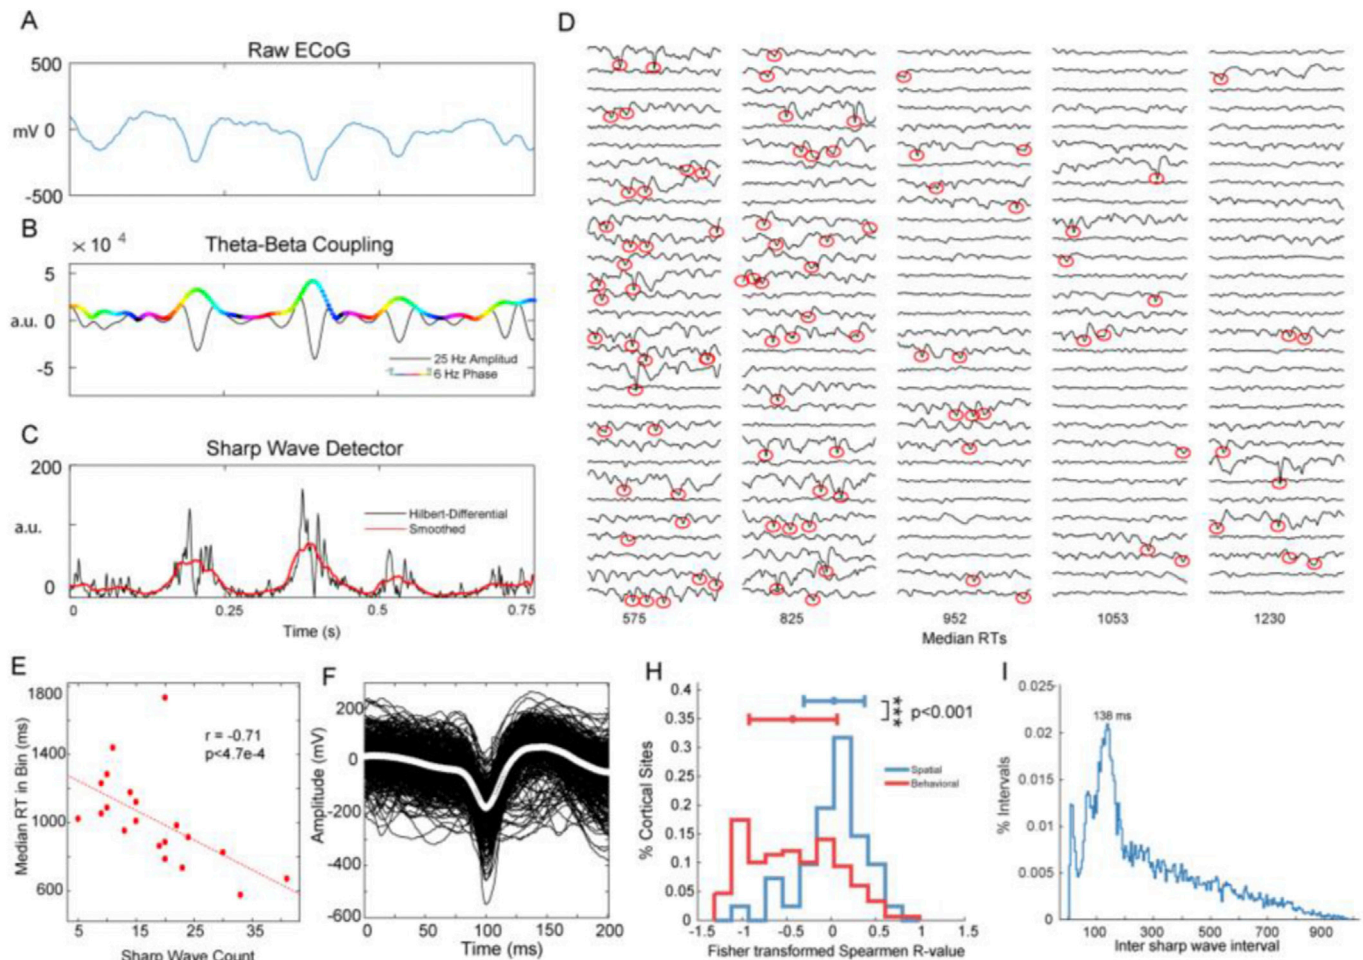 A
Raw ECoG
500
mV 0
-500
B
× 10 4
Theta-Beta Coupling
5
a.u. 0
-5
25 Hz Amplitud
6 Hz Phase
C
Sharp Wave Detector
200
a.u.
0
Hilbert-Differential
Smoothed
0 0.25 0.5 0.75
Time (s)
D
575 825 952 1053 1230
Median RTs
E
1800
1400
1000
600
Median RT in Bin (ms)
r = -0.71
p<4.7e-4
5 15 25 35
Sharp Wave Count
F
200
0
-200
-400
-600
Amplitude (mV)
0 50 100 150 200
Time (ms)
H
0.4
0.35
0.3
0.25
0.2
0.15
0.1
0.05
0
% Cortical Sites
*** p<0.001
Spatial
Behavioral
-1.5 -1 -0.5 0 0.5 1 1.5
Fisher transformed Spearmen R-value
I
0.025
0.02
0.015
0.01
0.005
0
% Intervals
138 ms
100 300 500 700 900
Inter sharp wave interval